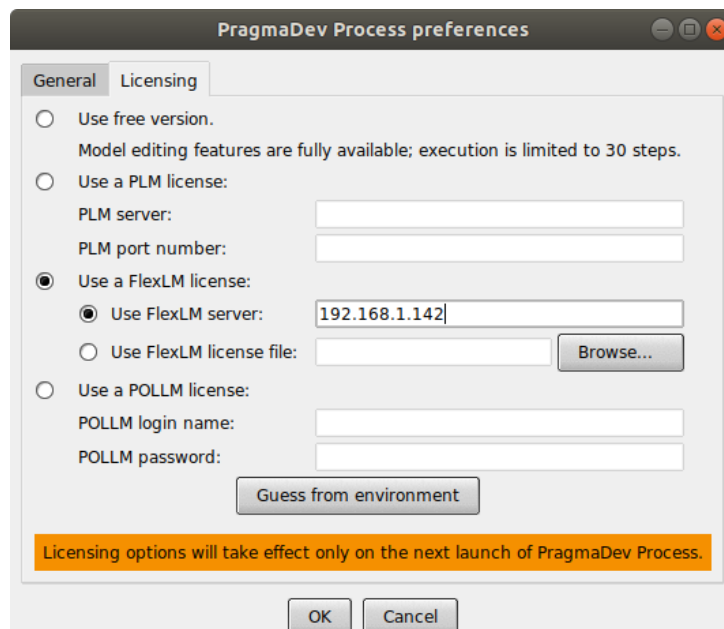 PragmaDev Process preferences
General Licensing
Use free version.
Model editing features are fully available; execution is limited to 30 steps.
Use a PLM license:
PLM server:
PLM port number:
Use a FlexLM license:
Use FlexLM server: 192.168.1.142
Use FlexLM license file: Browse...
Use a POLLM license:
POLLM login name:
POLLM password:
Guess from environment
Licensing options will take effect only on the next launch of PragmaDev Process.
OK Cancel